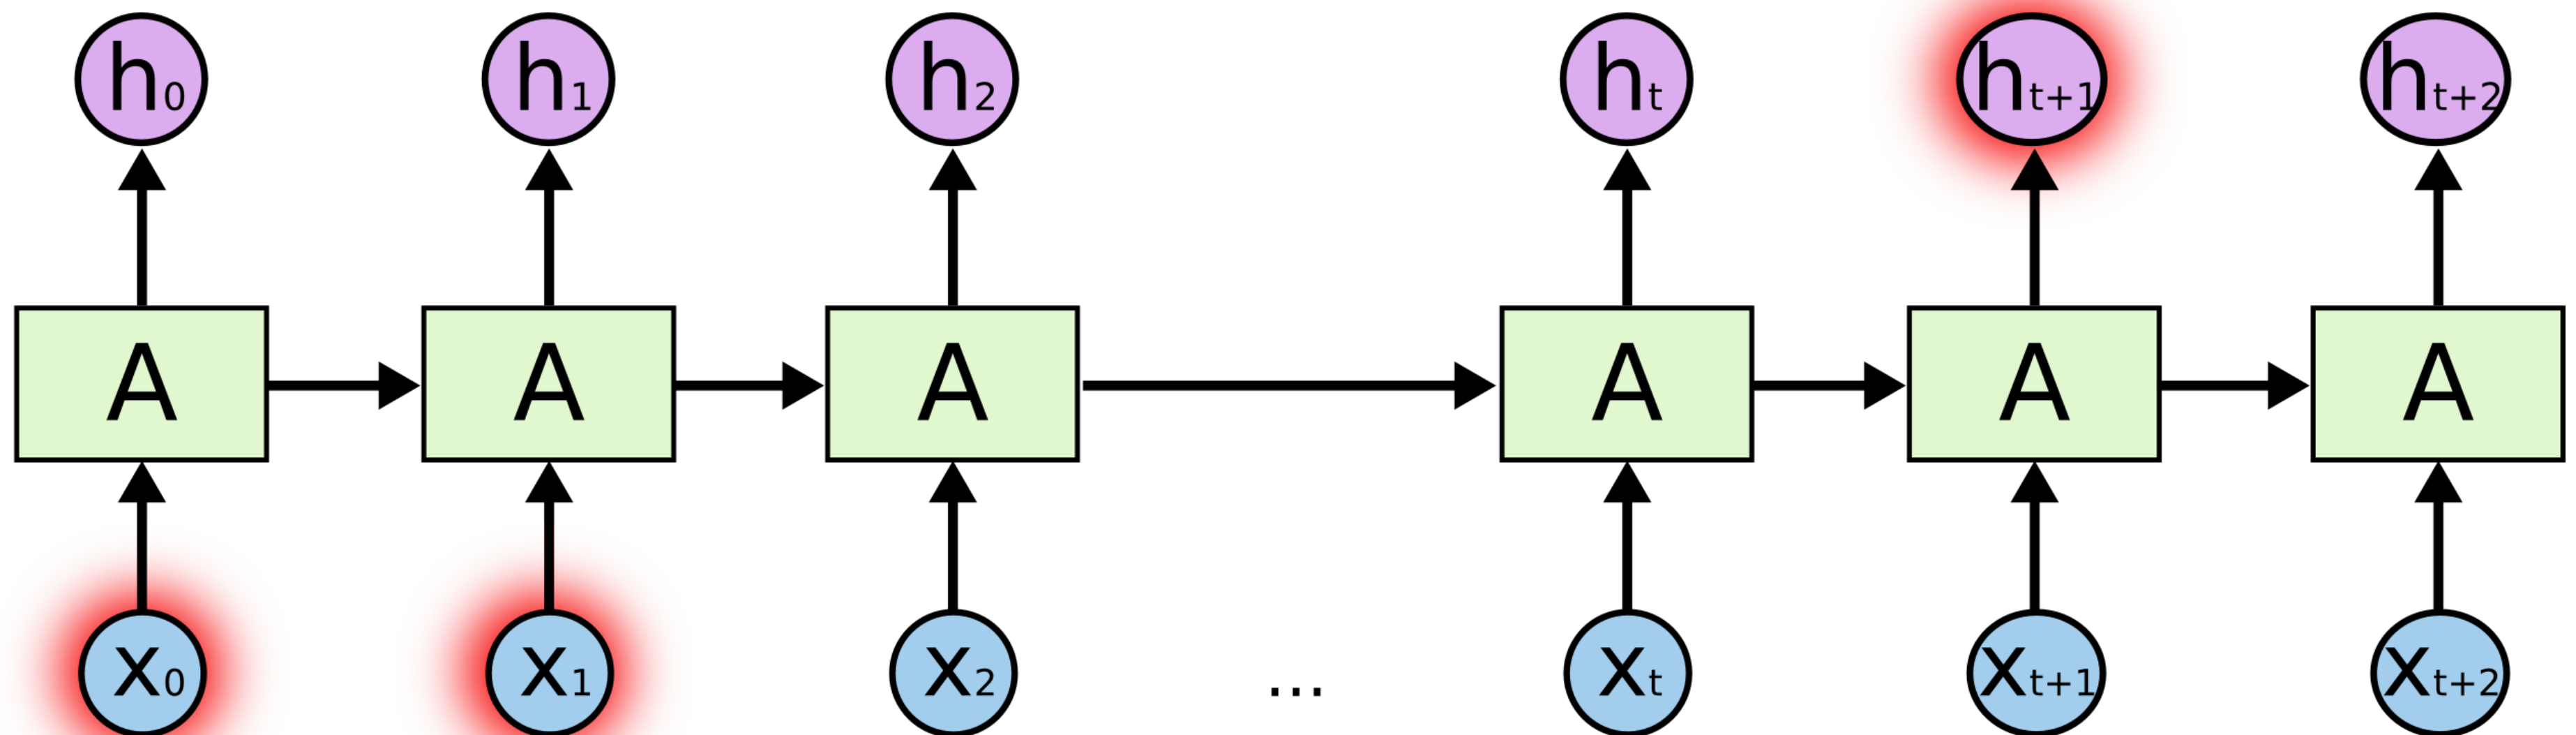 h0 h1 h2 ht ht+1 ht+2
A A A A A A
x0 x1 x2 ... xt xt+1 xt+2